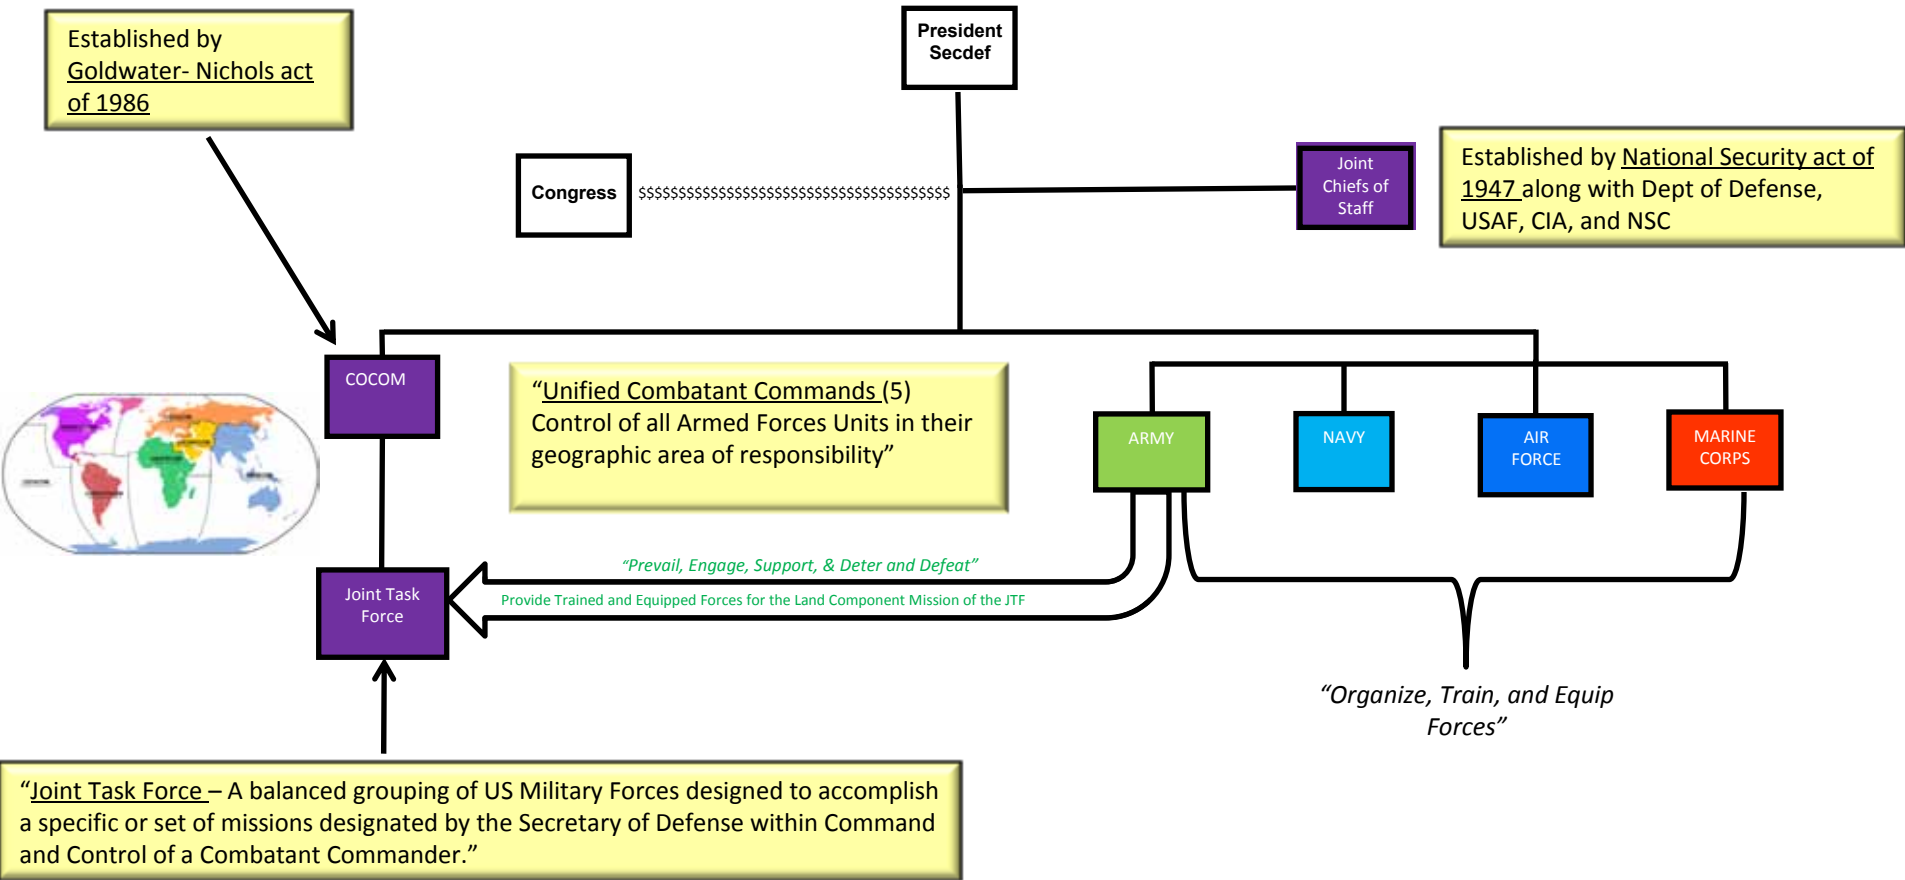 Established by
Goldwater- Nichols act
of 1986
President
Secdef
Congress
$$$$$$$$$$$$$$$$$$$$$$$$$$$$$$$$$$$$$$$
Joint
Chiefs of
Staff
Established by National Security act of
1947 along with Dept of Defense,
USAF, CIA, and NSC
COCOM
“Unified Combatant Commands (5)
Control of all Armed Forces Units in their
geographic area of responsibility”
ARMY
NAVY
AIR
FORCE
MARINE
CORPS
“Prevail, Engage, Support, & Deter and Defeat”
Provide Trained and Equipped Forces for the Land Component Mission of the JTF
Joint Task
Force
“Organize, Train, and Equip
Forces”
“Joint Task Force – A balanced grouping of US Military Forces designed to accomplish
a specific or set of missions designated by the Secretary of Defense within Command
and Control of a Combatant Commander.”